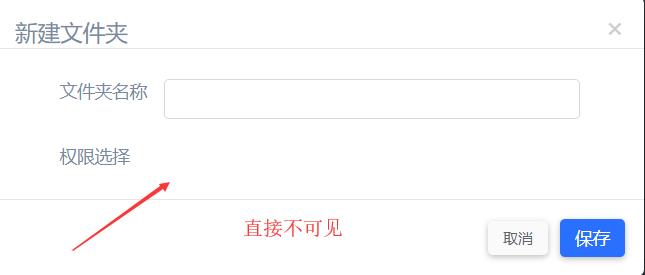 新建文件夹 ×
文件夹名称
权限选择
直接不可见
取消 保存